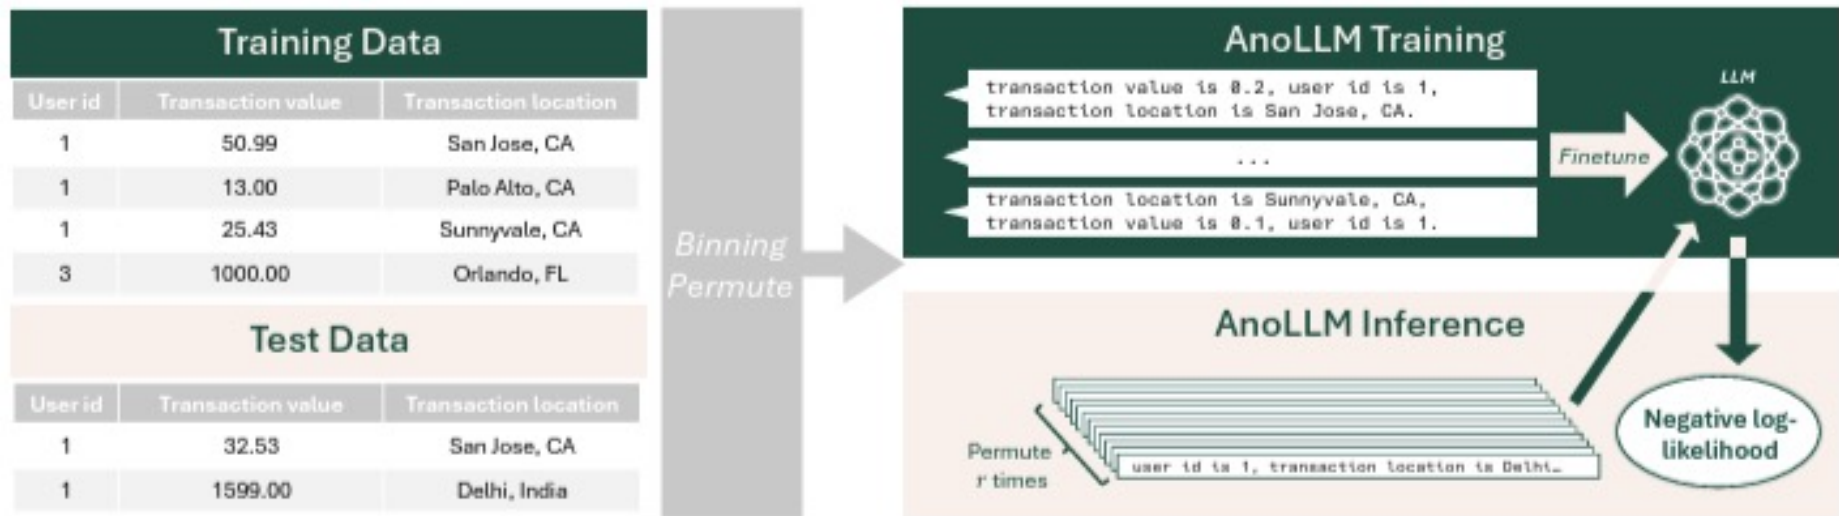 Training Data
User id Transaction value Transaction location
1 50.99 San Jose, CA
1 13.00 Palo Alto, CA
1 25.43 Sunnyvale, CA
3 1000.00 Orlando, FL
Test Data
User id Transaction value Transaction location
1 32.53 San Jose, CA
1 1599.00 Delhi, India
Binning
Permute
AnoLLM Training
transaction value is 0.2, user id is 1,
transaction location is San Jose, CA.
...
transaction location is Sunnyvale, CA,
transaction value is 0.1, user id is 1.
Finetune
LLM
AnoLLM Inference
Permute
r times
user id is 1, transaction location is Delhi…
Negative log-
likelihood